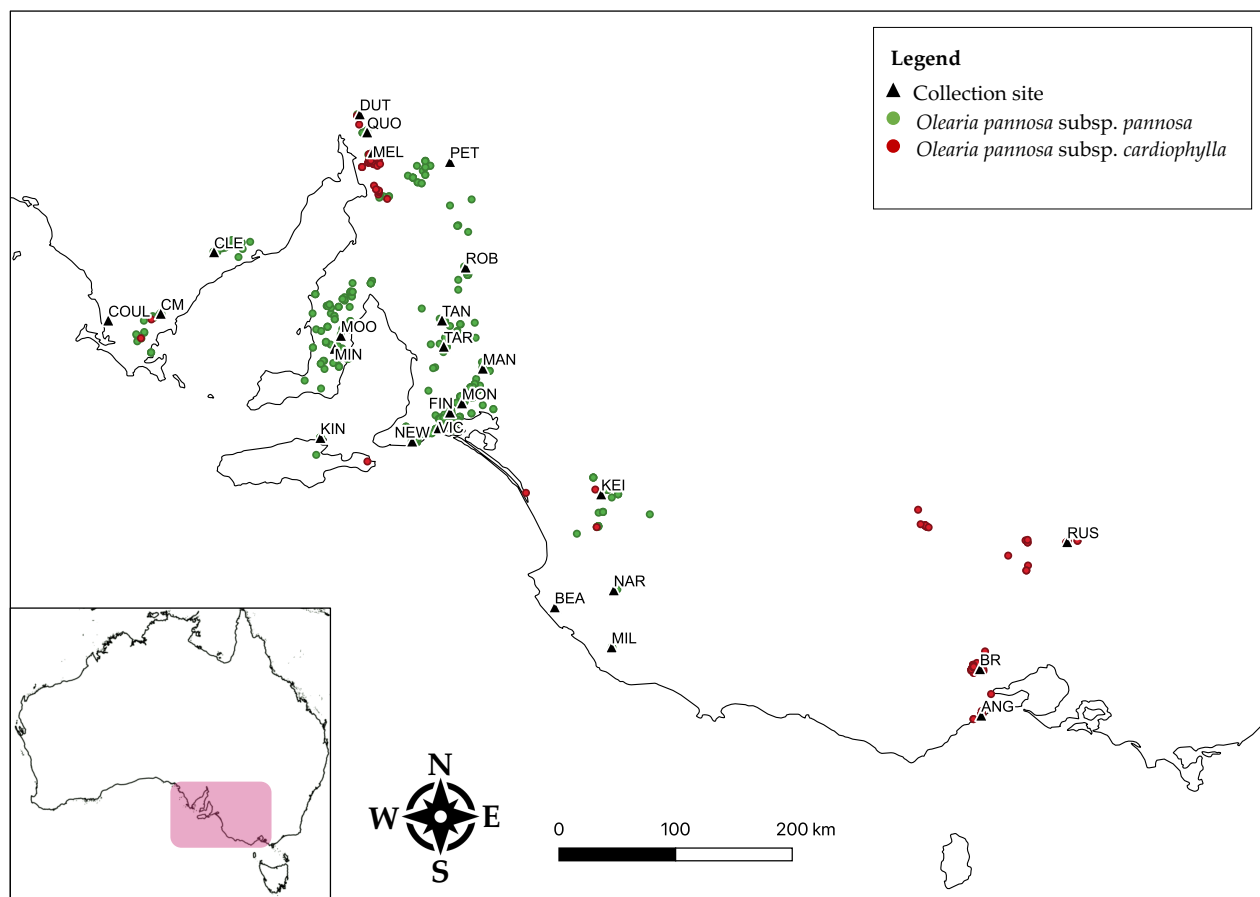 Legend
Collection site
Olearia pannosa subsp. pannosa
Olearia pannosa subsp. cardiophylla
DUT
QUO
MEL
PET
CLE
ROB
COUL
CM
TAN
MOO
TAR
MIN
MAN
MON
FIN
VIC
NEW
KIN
KEI
RUS
NAR
BEA
MIL
BR
ANG
N
W E
S
0 100 200 km